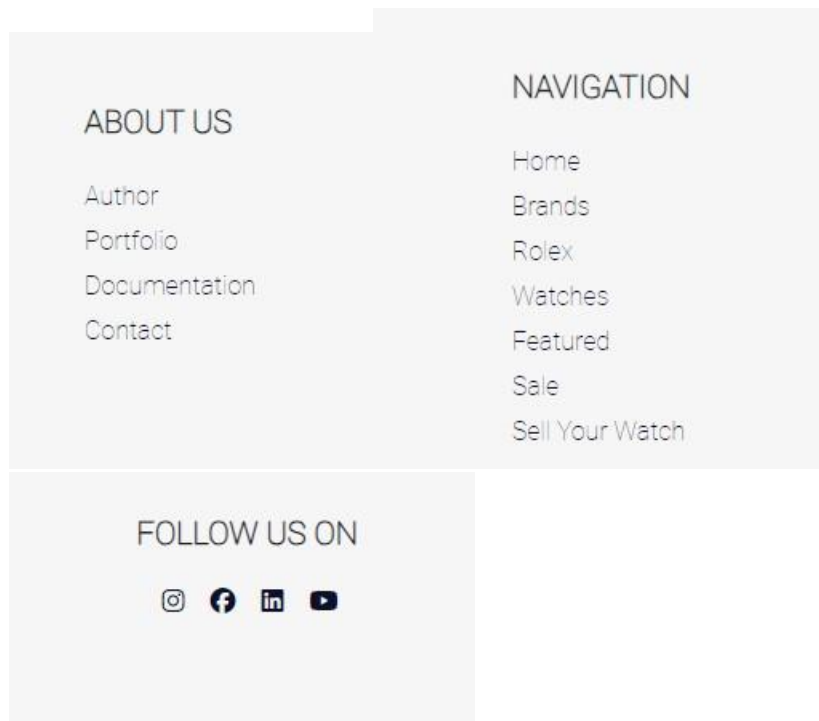 ABOUT US
Author
Portfolio
Documentation
Contact
NAVIGATION
Home
Brands
Rolex
Watches
Featured
Sale
Sell Your Watch
FOLLOW US ON
in